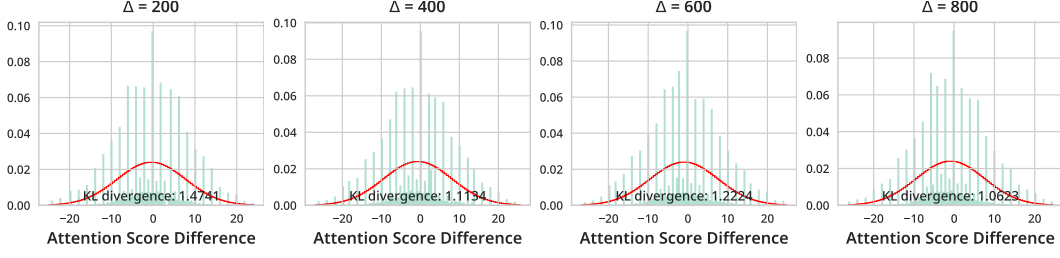 Δ = 200
0.10
0.08
0.06
0.04
0.02
0.00
KL divergence: 1.4741
−20 −10 0 10 20
Attention Score Difference
Δ = 400
0.10
0.08
0.06
0.04
0.02
0.00
KL divergence: 1.1134
−20 −10 0 10 20
Attention Score Difference
Δ = 600
0.10
0.08
0.06
0.04
0.02
0.00
KL divergence: 1.2224
−20 −10 0 10 20
Attention Score Difference
Δ = 800
0.08
0.06
0.04
0.02
0.00
KL divergence: 1.0623
−20 −10 0 10 20
Attention Score Difference